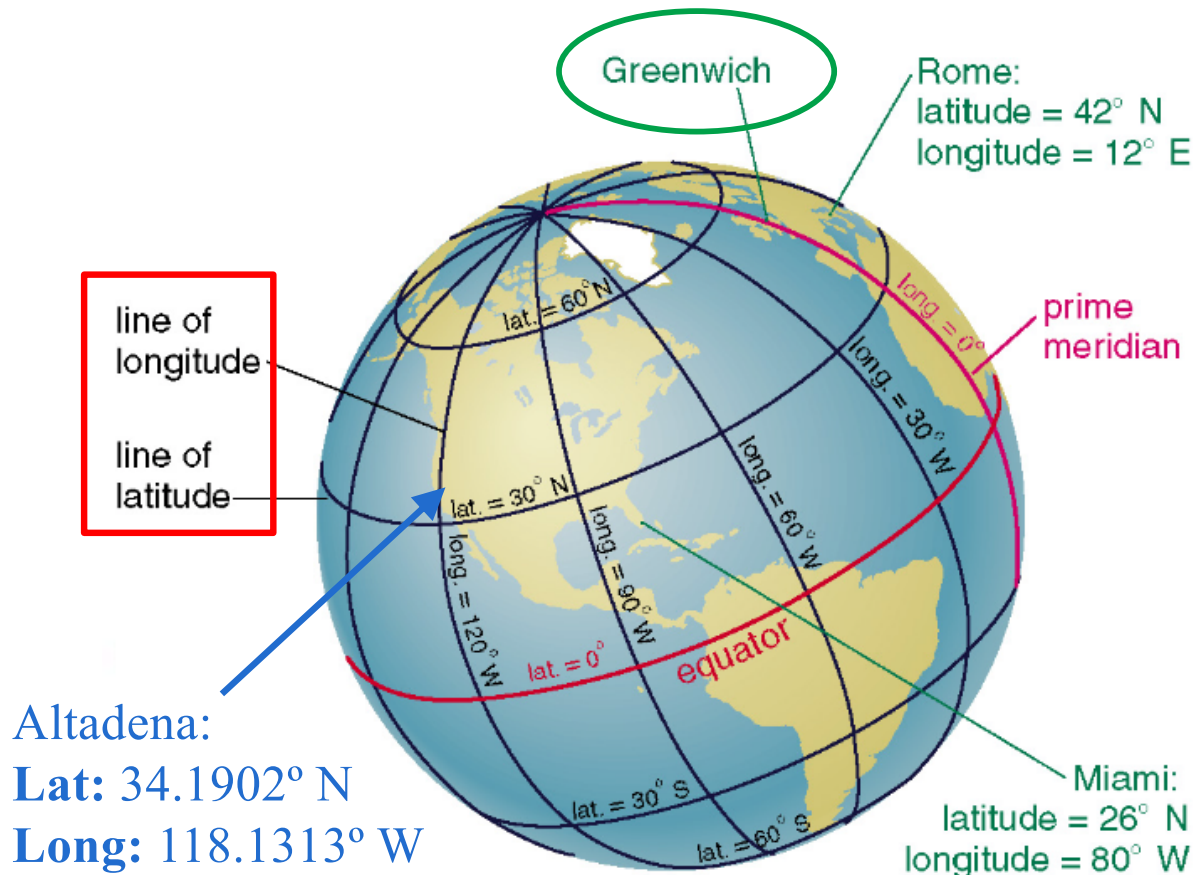 Greenwich
Rome:
latitude = 42° N
longitude = 12° E
line of
longitude
line of
latitude
prime
meridian
lat. = 60° N
long. = 0°
long. = 30° W
lat. = 30° N
long. = 60° W
long. = 90° W
long. = 120° W
lat. = 0°
equator
lat. = 30° S
lat. = 60° S
Altadena:
Lat: 34.1902º N
Long: 118.1313º W
Miami:
latitude = 26° N
longitude = 80° W